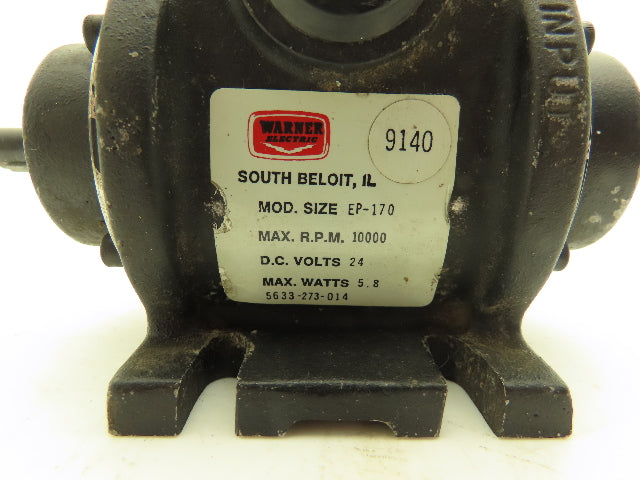 INPUT
WARNER
ELECTRIC
9140
SOUTH BELOIT, IL
MOD. SIZE EP-170
MAX. R.P.M. 10000
D.C. VOLTS 24
MAX. WATTS 5.8
5633-273-014